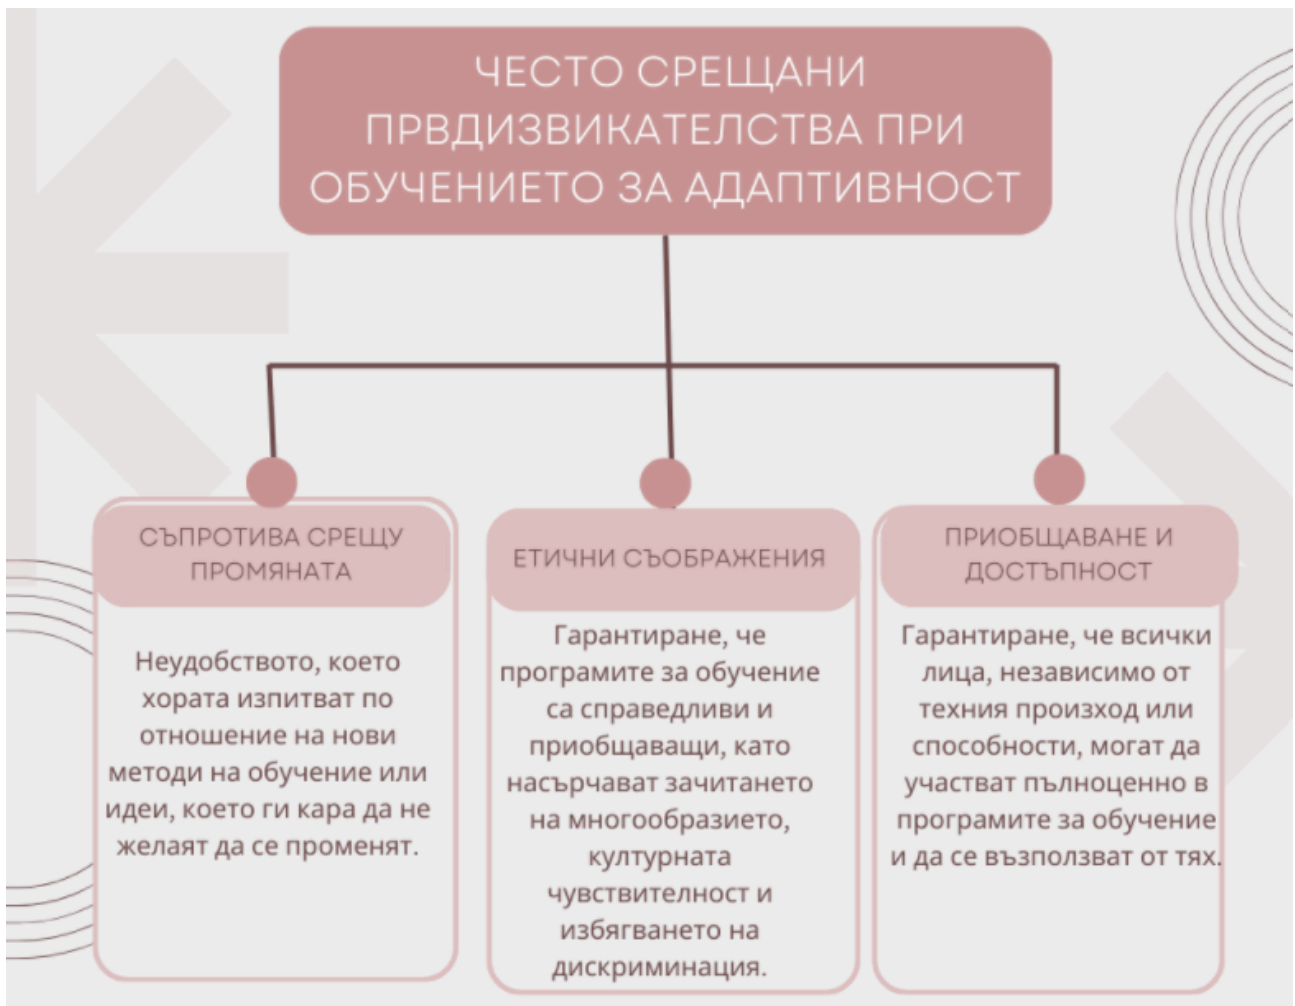 ЧЕСТО СРЕЩАНИ
ПРВДИЗВИКАТЕЛСТВА ПРИ
ОБУЧЕНИЕТО ЗА АДАПТИВНОСТ
СЪПРОТИВА СРЕЩУ
ПРОМЯНАТА
Неудобството, което
хората изпитват по
отношение на нови
методи на обучение или
идеи, което ги кара да не
желаят да се променят.
ЕТИЧНИ СЪОБРАЖЕНИЯ
Гарантиране, че
програмите за обучение
са справедливи и
приобщаващи, като
насърчават зачитането
на многообразието,
културната
чувствителност и
избягването на
дискриминация.
ПРИОБЩАВАНЕ И
ДОСТЪПНОСТ
Гарантиране, че всички
лица, независимо от
техния произход или
способности, могат да
участват пълноценно в
програмите за обучение
и да се възползват от тях.